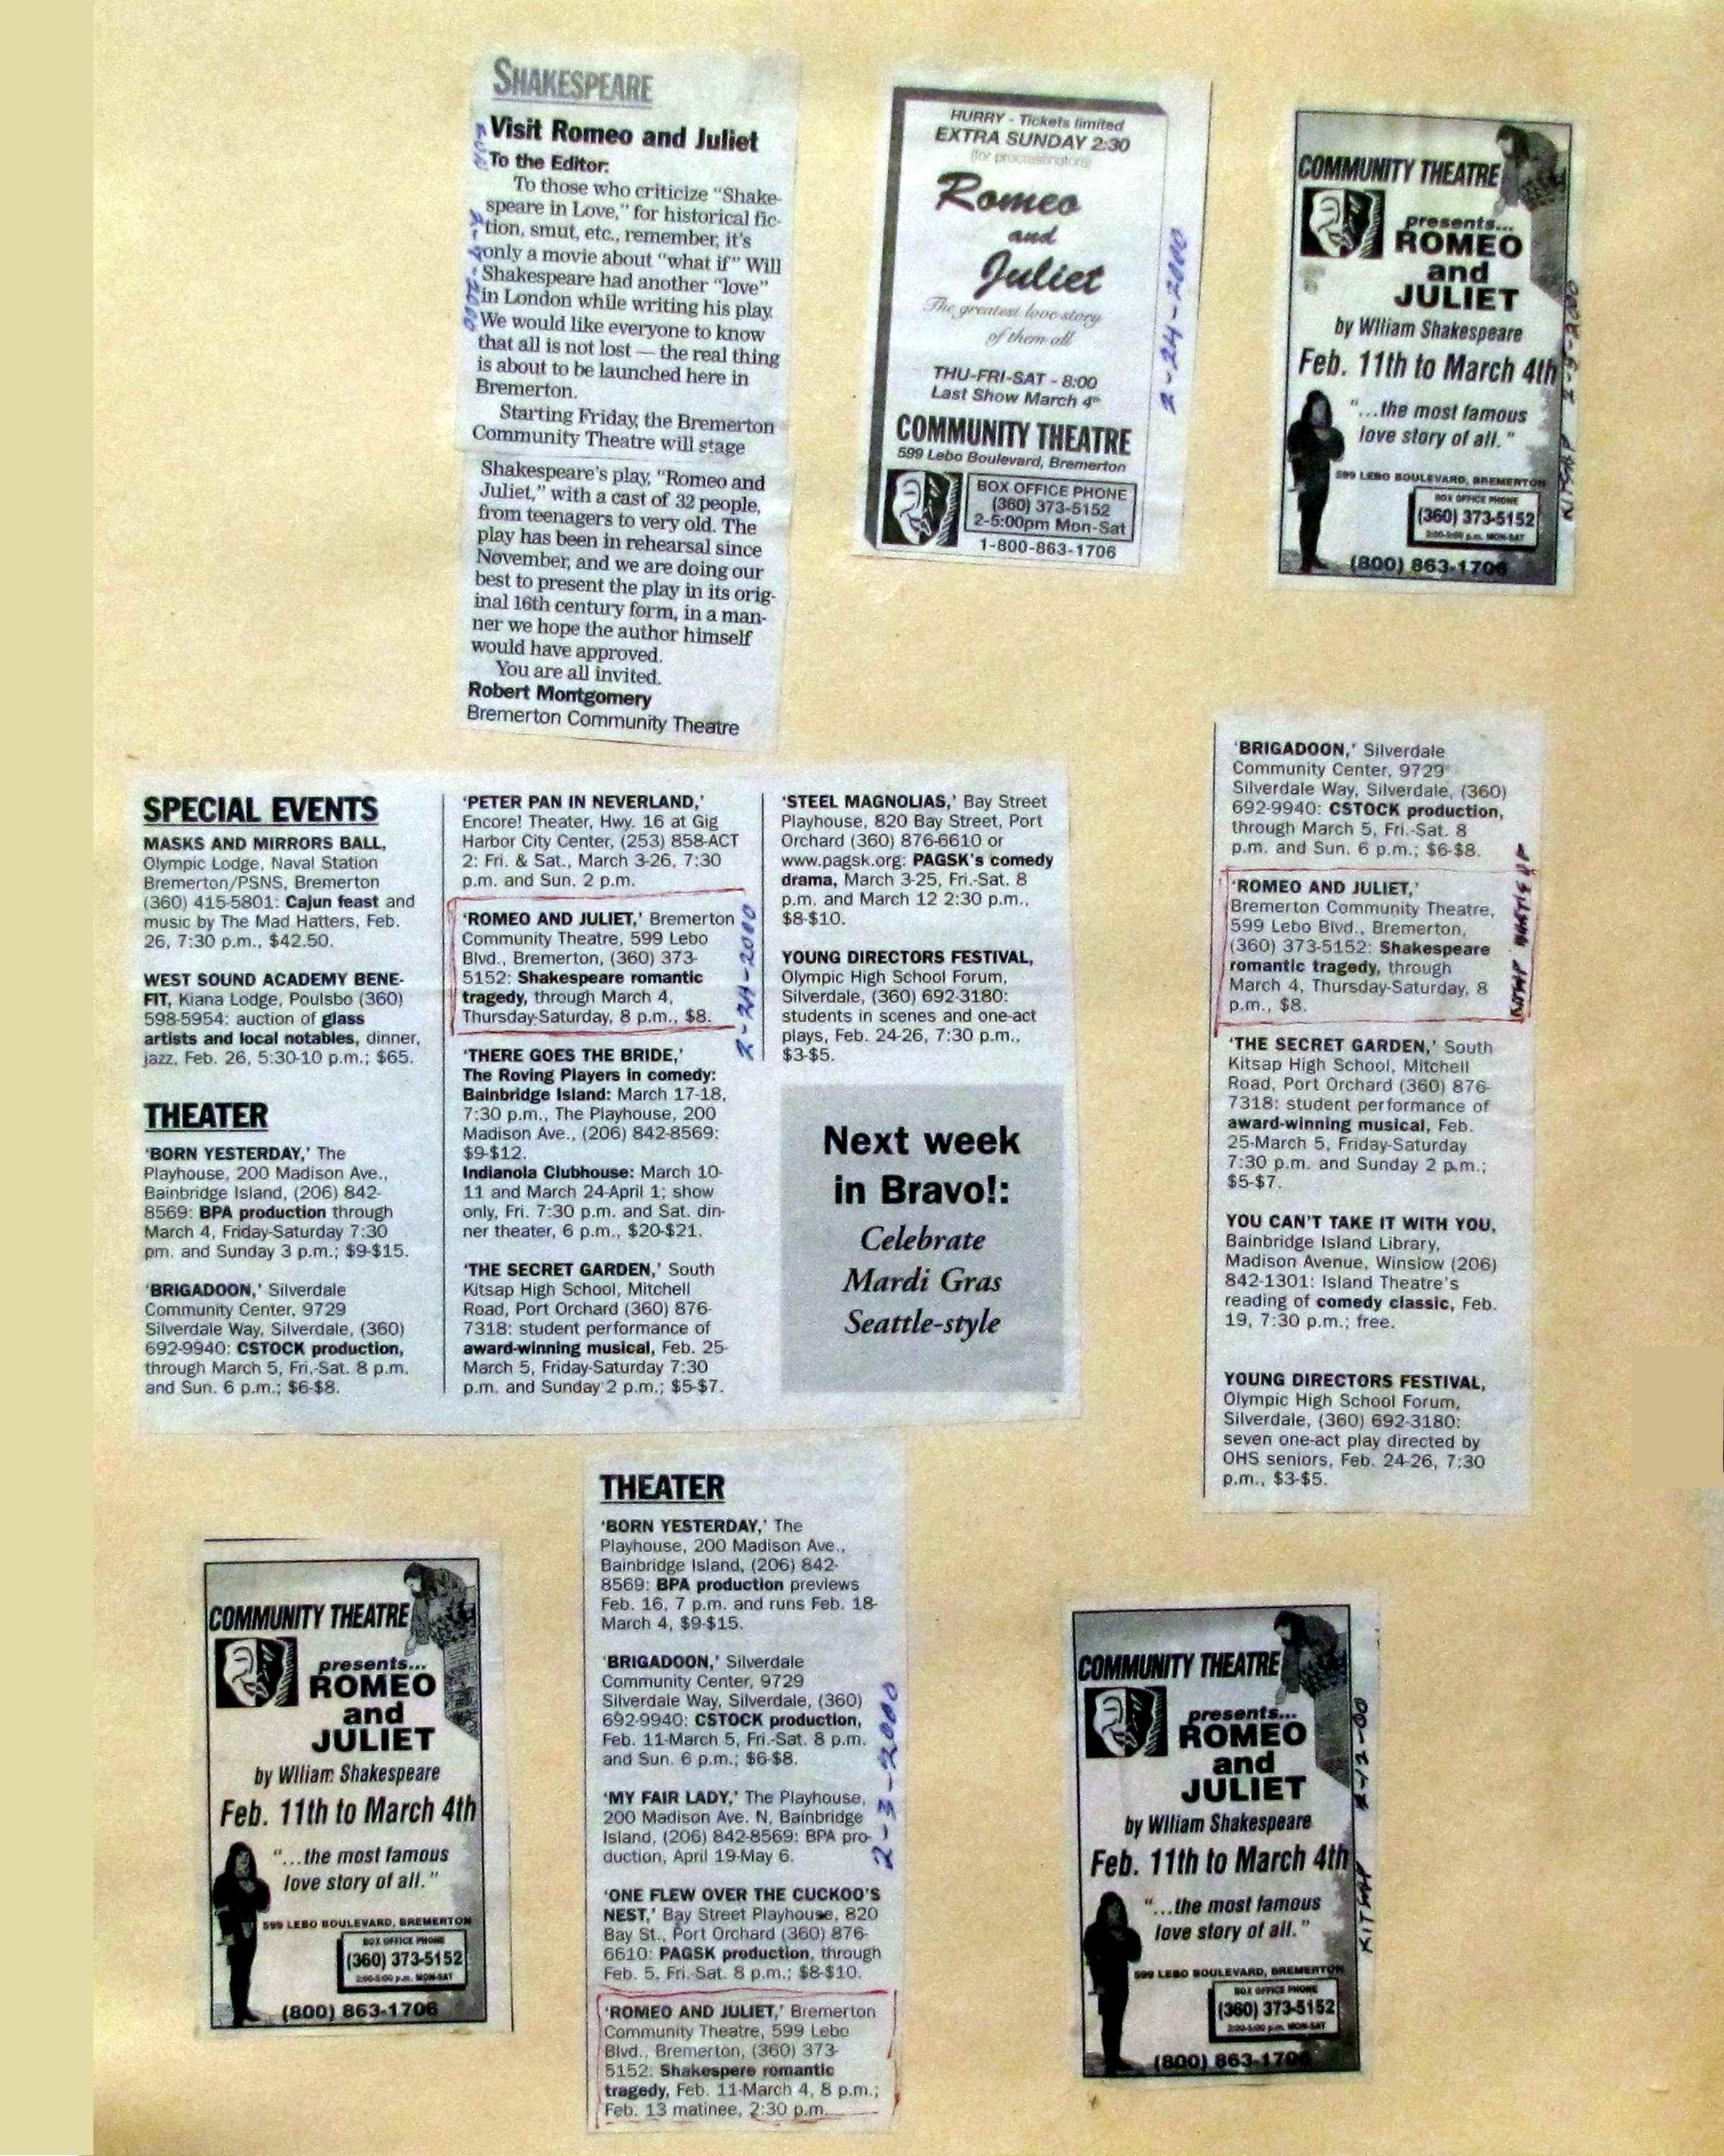 SHAKESPEARE
Visit Romeo and Juliet
To the Editor:
To those who criticize "Shake-
speare in Love," for historical fic-
tion, smut, etc., remember, it's
only a movie about "what if" Will
Shakespeare had another "love"
in London while writing his play.
We would like everyone to know
that all is not lost — the real thing
is about to be launched here in
Bremerton.
Starting Friday, the Bremerton
Community Theatre will stage
Shakespeare's play, "Romeo and
Juliet," with a cast of 32 people,
from teenagers to very old. The
play has been in rehearsal since
November, and we are doing our
best to present the play in its orig-
inal 16th century form, in a man-
ner we hope the author himself
would have approved.
You are all invited.
Robert Montgomery
Bremerton Community Theatre
HURRY - Tickets limited
EXTRA SUNDAY 2:30
(for procrastinators)
Romeo
and
Juliet
The greatest love story
of them all
THU-FRI-SAT - 8:00
Last Show March 4th
COMMUNITY THEATRE
599 Lebo Boulevard, Bremerton
BOX OFFICE PHONE
(360) 373-5152
2-5:00pm Mon-Sat
1-800-863-1706
2-24-2000
COMMUNITY THEATRE
presents...
ROMEO
and
JULIET
by Wlliam Shakespeare
Feb. 11th to March 4th
"...the most famous
love story of all."
599 LEBO BOULEVARD, BREMERTON
BOX OFFICE PHONE
(360) 373-5152
2:00-5:00 p.m. MON-SAT
(800) 863-1706
KITSAP
SPECIAL EVENTS
MASKS AND MIRRORS BALL,
Olympic Lodge, Naval Station
Bremerton/PSNS, Bremerton
(360) 415-5801: Cajun feast and
music by The Mad Hatters, Feb.
26, 7:30 p.m., $42.50.
WEST SOUND ACADEMY BENE-
FIT, Kiana Lodge, Poulsbo (360)
598-5954: auction of glass
artists and local notables, dinner,
jazz, Feb. 26, 5:30-10 p.m.; $65.
THEATER
'BORN YESTERDAY,' The
Playhouse, 200 Madison Ave.,
Bainbridge Island, (206) 842-
8569: BPA production through
March 4, Friday-Saturday 7:30
pm. and Sunday 3 p.m.; $9-$15.
'BRIGADOON,' Silverdale
Community Center, 9729
Silverdale Way, Silverdale, (360)
692-9940: CSTOCK production,
through March 5, Fri.-Sat. 8 p.m.
and Sun. 6 p.m.; $6-$8.
'PETER PAN IN NEVERLAND,'
Encore! Theater, Hwy. 16 at Gig
Harbor City Center, (253) 858-ACT
2: Fri. & Sat., March 3-26, 7:30
p.m. and Sun. 2 p.m.
'ROMEO AND JULIET,' Bremerton
Community Theatre, 599 Lebo
Blvd., Bremerton, (360) 373-
5152: Shakespeare romantic
tragedy, through March 4,
Thursday-Saturday, 8 p.m., $8.
2-24-2000
'THERE GOES THE BRIDE,'
The Roving Players in comedy:
Bainbridge Island: March 17-18,
7:30 p.m., The Playhouse, 200
Madison Ave., (206) 842-8569:
$9-$12.
Indianola Clubhouse: March 10-
11 and March 24-April 1; show
only, Fri. 7:30 p.m. and Sat. din-
ner theater, 6 p.m., $20-$21.
'THE SECRET GARDEN,' South
Kitsap High School, Mitchell
Road, Port Orchard (360) 876-
7318: student performance of
award-winning musical, Feb. 25-
March 5, Friday-Saturday 7:30
p.m. and Sunday 2 p.m.; $5-$7.
'STEEL MAGNOLIAS,' Bay Street
Playhouse, 820 Bay Street, Port
Orchard (360) 876-6610 or
www.pagsk.org: PAGSK's comedy
drama, March 3-25, Fri.-Sat. 8
p.m. and March 12 2:30 p.m.,
$8-$10.
YOUNG DIRECTORS FESTIVAL,
Olympic High School Forum,
Silverdale, (360) 692-3180:
students in scenes and one-act
plays, Feb. 24-26, 7:30 p.m.,
$3-$5.
Next week
in Bravo!:
Celebrate
Mardi Gras
Seattle-style
'BRIGADOON,' Silverdale
Community Center, 9729
Silverdale Way, Silverdale, (360)
692-9940: CSTOCK production,
through March 5, Fri.-Sat. 8
p.m. and Sun. 6 p.m.; $6-$8.
'ROMEO AND JULIET,'
Bremerton Community Theatre,
599 Lebo Blvd., Bremerton,
(360) 373-5152: Shakespeare
romantic tragedy, through
March 4, Thursday-Saturday, 8
p.m., $8.
KITSAP
'THE SECRET GARDEN,' South
Kitsap High School, Mitchell
Road, Port Orchard (360) 876-
7318: student performance of
award-winning musical, Feb.
25-March 5, Friday-Saturday
7:30 p.m. and Sunday 2 p.m.;
$5-$7.
YOU CAN'T TAKE IT WITH YOU,
Bainbridge Island Library,
Madison Avenue, Winslow (206)
842-1301: Island Theatre's
reading of comedy classic, Feb.
19, 7:30 p.m.; free.
YOUNG DIRECTORS FESTIVAL,
Olympic High School Forum,
Silverdale, (360) 692-3180:
seven one-act play directed by
OHS seniors, Feb. 24-26, 7:30
p.m., $3-$5.
COMMUNITY THEATRE
presents...
ROMEO
and
JULIET
by Wlliam Shakespeare
Feb. 11th to March 4th
"...the most famous
love story of all."
599 LEBO BOULEVARD, BREMERTON
BOX OFFICE PHONE
(360) 373-5152
2:00-5:00 p.m. MON-SAT
(800) 863-1706
THEATER
'BORN YESTERDAY,' The
Playhouse, 200 Madison Ave.,
Bainbridge Island, (206) 842-
8569: BPA production previews
Feb. 16, 7 p.m. and runs Feb. 18-
March 4, $9-$15.
'BRIGADOON,' Silverdale
Community Center, 9729
Silverdale Way, Silverdale, (360)
692-9940: CSTOCK production,
Feb. 11-March 5, Fri.-Sat. 8 p.m.
and Sun. 6 p.m.; $6-$8.
'MY FAIR LADY,' The Playhouse,
200 Madison Ave. N, Bainbridge
Island, (206) 842-8569: BPA pro-
duction, April 19-May 6.
2-3-2000
'ONE FLEW OVER THE CUCKOO'S
NEST,' Bay Street Playhouse, 820
Bay St., Port Orchard (360) 876-
6610: PAGSK production, through
Feb. 5, Fri.-Sat. 8 p.m.; $8-$10.
'ROMEO AND JULIET,' Bremerton
Community Theatre, 599 Lebo
Blvd., Bremerton, (360) 373-
5152: Shakespere romantic
tragedy, Feb. 11-March 4, 8 p.m.;
Feb. 13 matinee, 2:30 p.m.
COMMUNITY THEATRE
presents...
ROMEO
and
JULIET
by Wlliam Shakespeare
Feb. 11th to March 4th
"...the most famous
love story of all."
599 LEBO BOULEVARD, BREMERTON
BOX OFFICE PHONE
(360) 373-5152
2:00-5:00 p.m. MON-SAT
(800) 863-1706
KITSAP 2-12-00